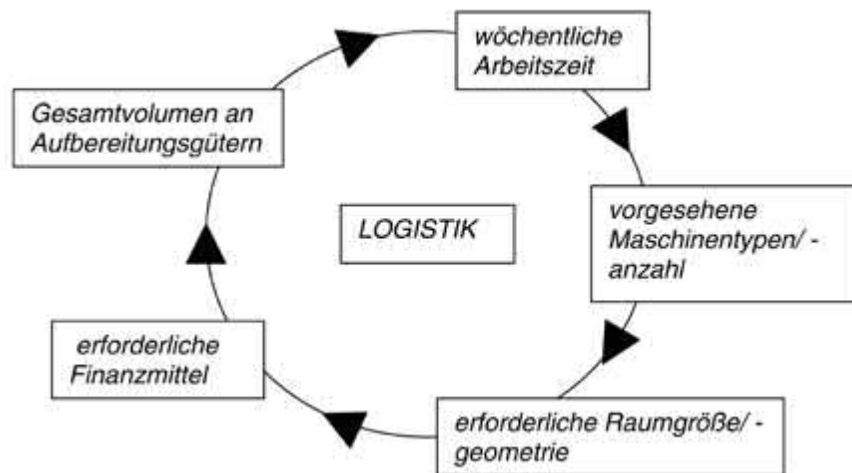 wöchentliche
Arbeitszeit
Gesamtvolumen an
Aufbereitungsgütern
vorgesehene
Maschinentypen/ -
anzahl
LOGISTIK
erforderliche
Finanzmittel
erforderliche Raumgröße/ -
geometrie